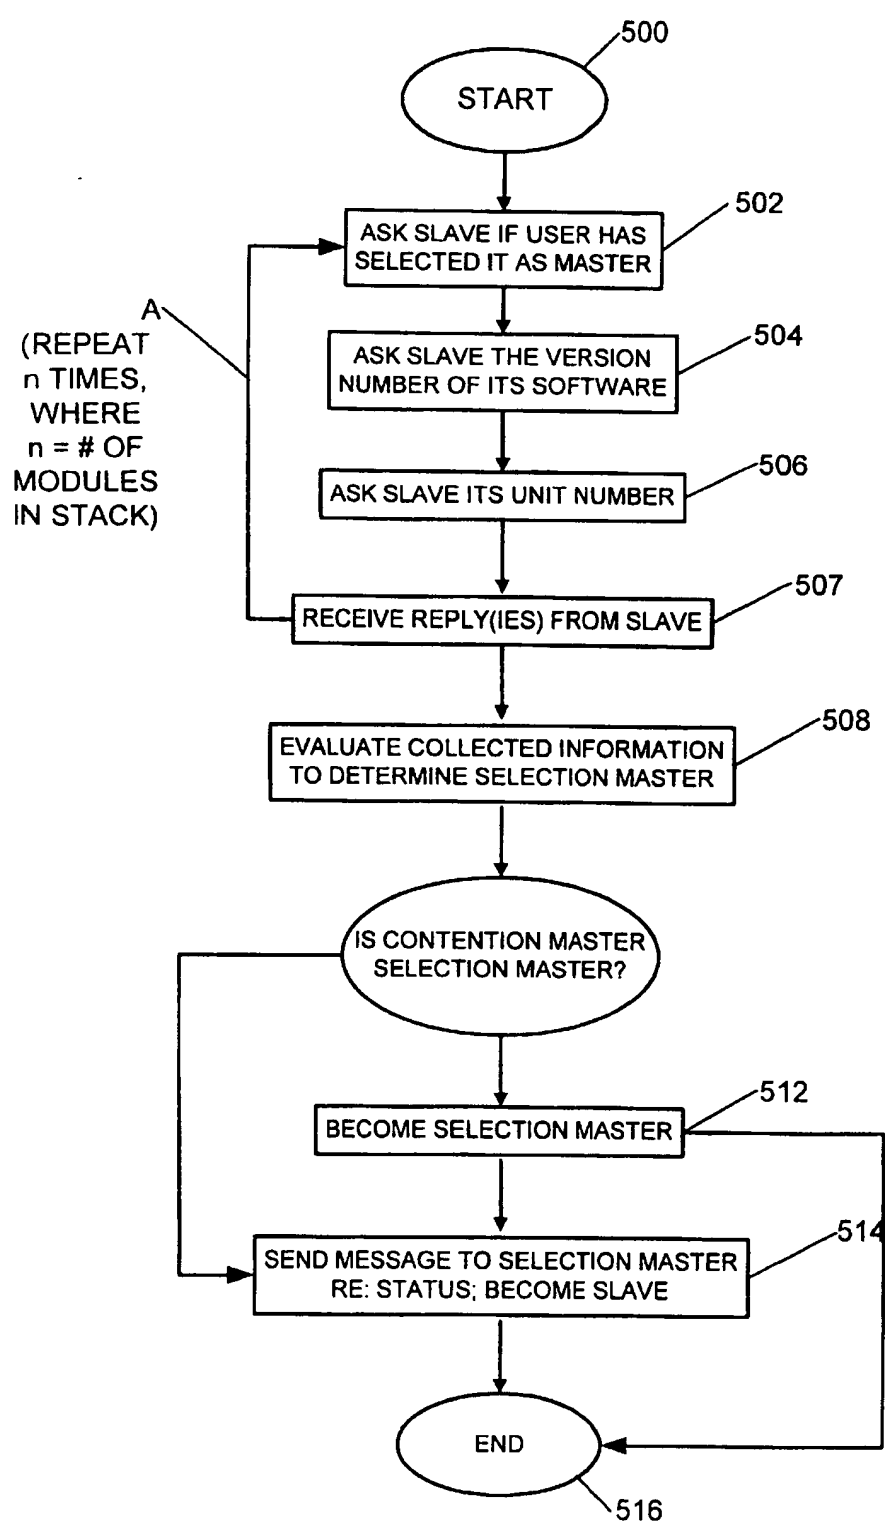 500
START
502
ASK SLAVE IF USER HAS
SELECTED IT AS MASTER
A
(REPEAT
n TIMES,
WHERE
n = # OF
MODULES
IN STACK)
504
ASK SLAVE THE VERSION
NUMBER OF ITS SOFTWARE
506
ASK SLAVE ITS UNIT NUMBER
507
RECEIVE REPLY(IES) FROM SLAVE
508
EVALUATE COLLECTED INFORMATION
TO DETERMINE SELECTION MASTER
IS CONTENTION MASTER
SELECTION MASTER?
512
BECOME SELECTION MASTER
514
SEND MESSAGE TO SELECTION MASTER
RE: STATUS; BECOME SLAVE
END
516